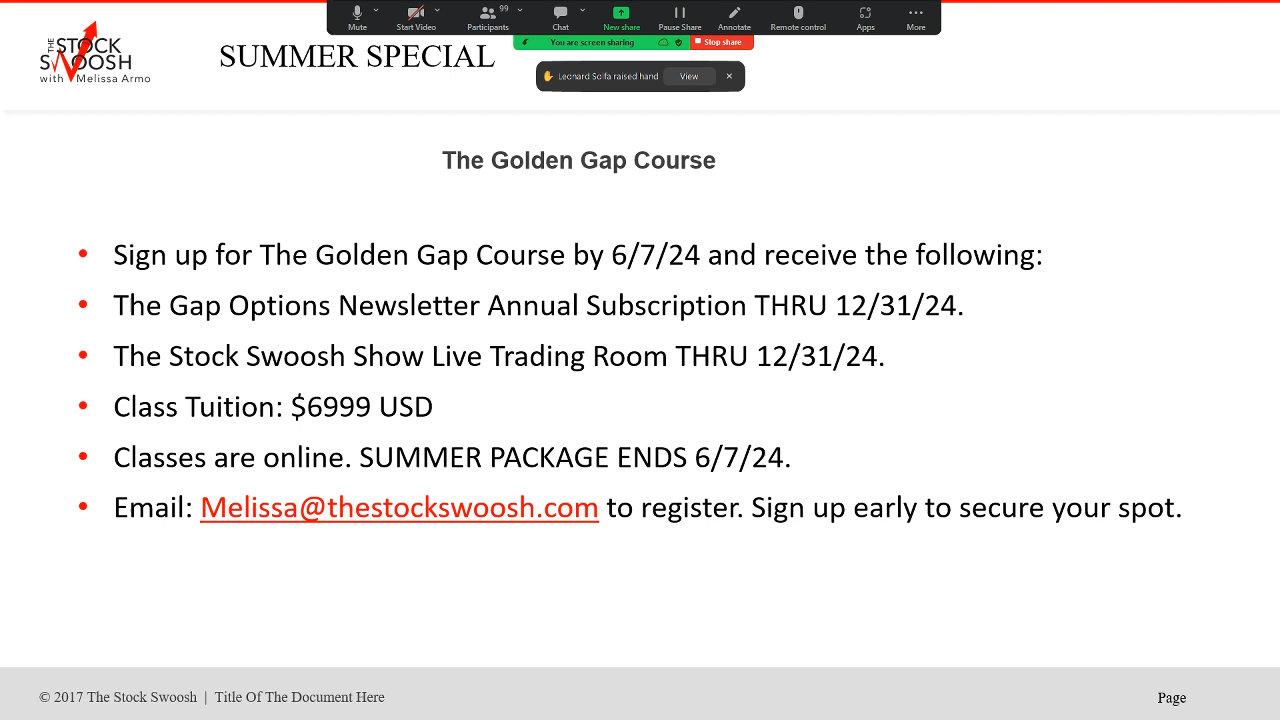 Mute
Start Video
Participants
99
Chat
New share
Pause Share
Annotate
Remote control
Apps
More
You are screen sharing
Stop share
Leonard Solfa raised hand
View
THE STOCK
SWOOSH
with Melissa Armo
SUMMER SPECIAL
The Golden Gap Course
• Sign up for The Golden Gap Course by 6/7/24 and receive the following:
• The Gap Options Newsletter Annual Subscription THRU 12/31/24.
• The Stock Swoosh Show Live Trading Room THRU 12/31/24.
• Class Tuition: $6999 USD
• Classes are online. SUMMER PACKAGE ENDS 6/7/24.
• Email: Melissa@thestockswoosh.com to register. Sign up early to secure your spot.
© 2017 The Stock Swoosh | Title Of The Document Here
Page